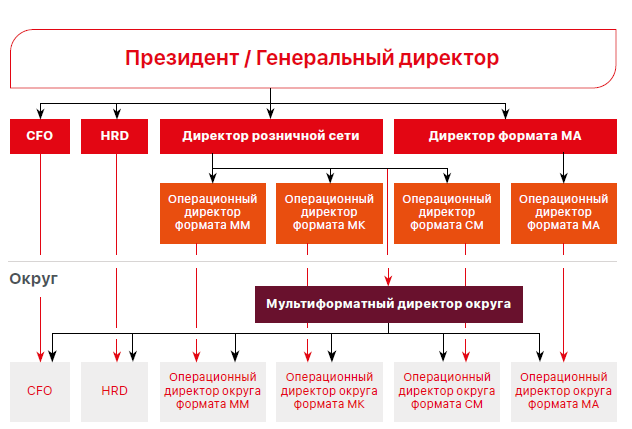 Президент / Генеральный директор
CFO
HRD
Директор розничной сети
Директор формата МА
Операционный
директор
формата ММ
Операционный
директор
формата МК
Операционный
директор
формата СМ
Операционный
директор
формата МА
Округ
Мультиформатный директор округа
CFO
HRD
Операционный
директор округа
формата ММ
Операционный
директор округа
формата МК
Операционный
директор округа
формата СМ
Операционный
директор округа
формата МА